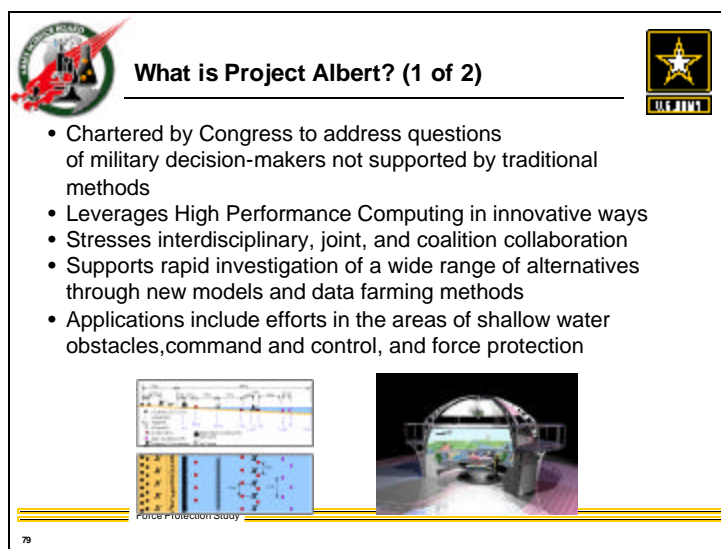 What is Project Albert? (1 of 2)
U.S. ARMY
• Chartered by Congress to address questions
of military decision-makers not supported by traditional
methods
• Leverages High Performance Computing in innovative ways
• Stresses interdisciplinary, joint, and coalition collaboration
• Supports rapid investigation of a wide range of alternatives
through new models and data farming methods
• Applications include efforts in the areas of shallow water
obstacles,command and control, and force protection
Force Protection Study
79